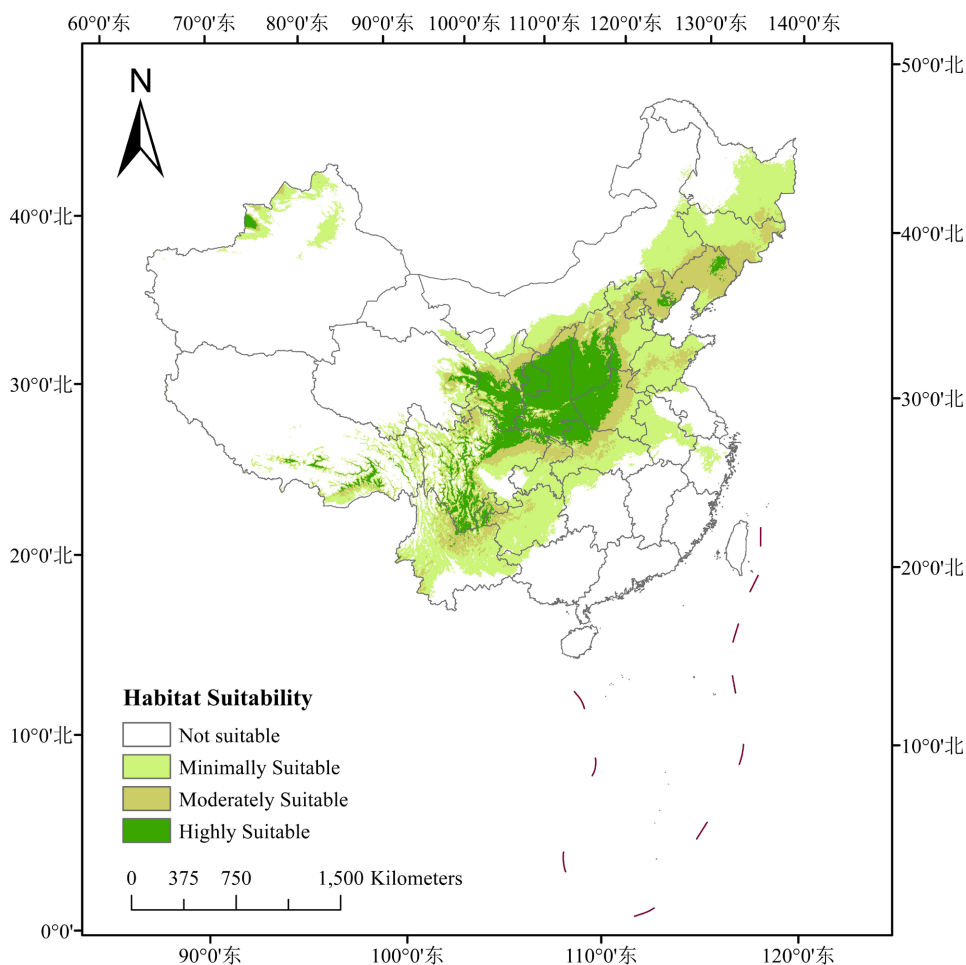 60°0'东 70°0'东 80°0'东 90°0'东 100°0'东 110°0'东 120°0'东 130°0'东 140°0'东
50°0'北
N
40°0'北 40°0'北
30°0'北 30°0'北
20°0'北 20°0'北
Habitat Suitability
Not suitable
10°0'北 10°0'北
Minimally Suitable
Moderately Suitable
Highly Suitable
0 375 750 1,500 Kilometers
0°0'
90°0'东 100°0'东 110°0'东 120°0'东